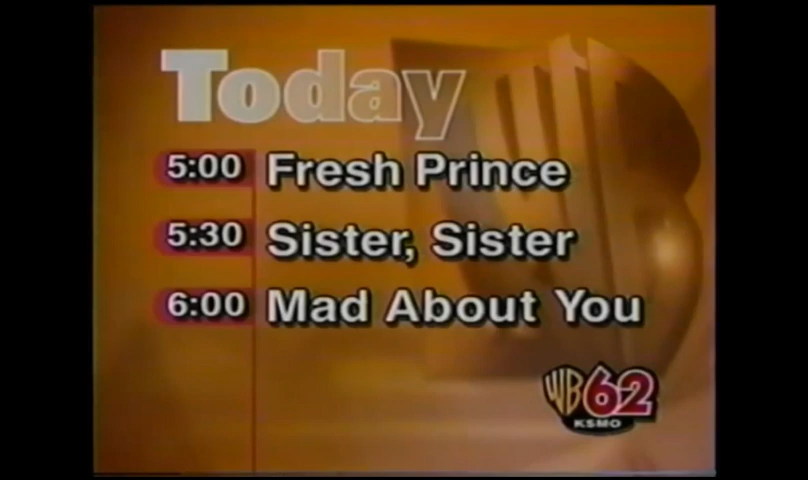 Today
5:00 Fresh Prince
5:30 Sister, Sister
6:00 Mad About You
WB62
KSMO